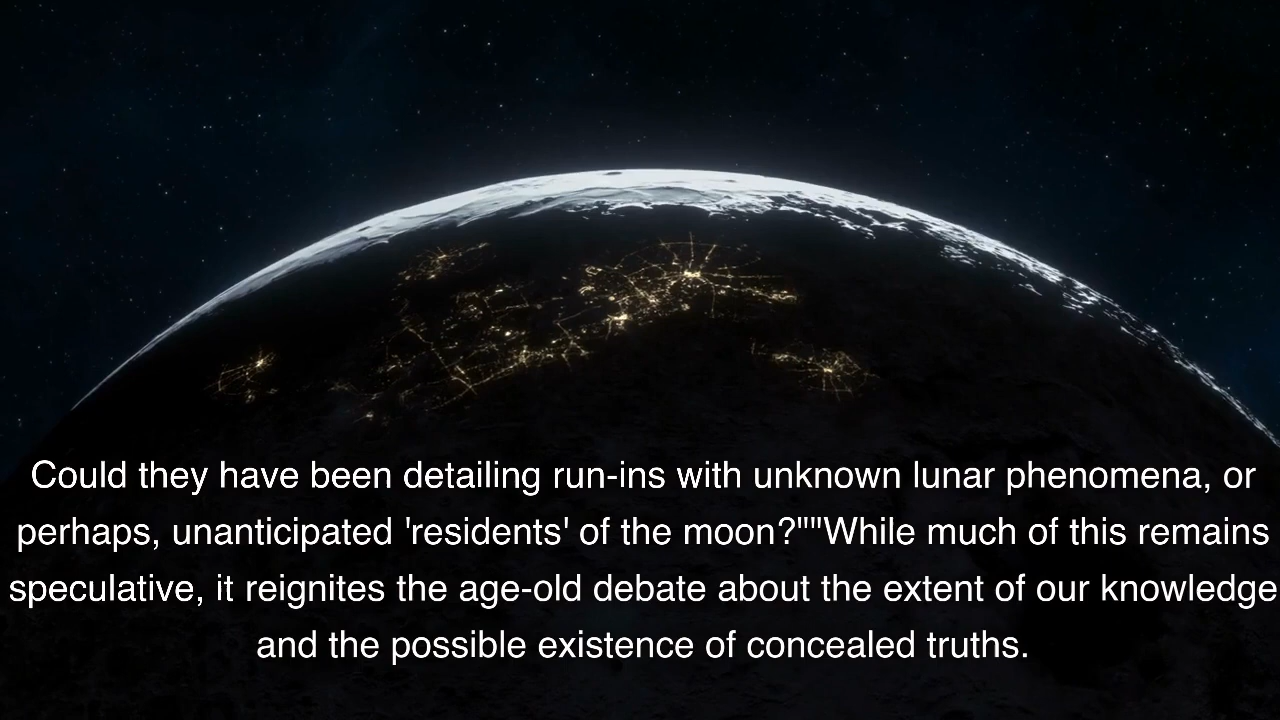 Could they have been detailing run-ins with unknown lunar phenomena, or
perhaps, unanticipated 'residents' of the moon?""While much of this remains
speculative, it reignites the age-old debate about the extent of our knowledge
and the possible existence of concealed truths.